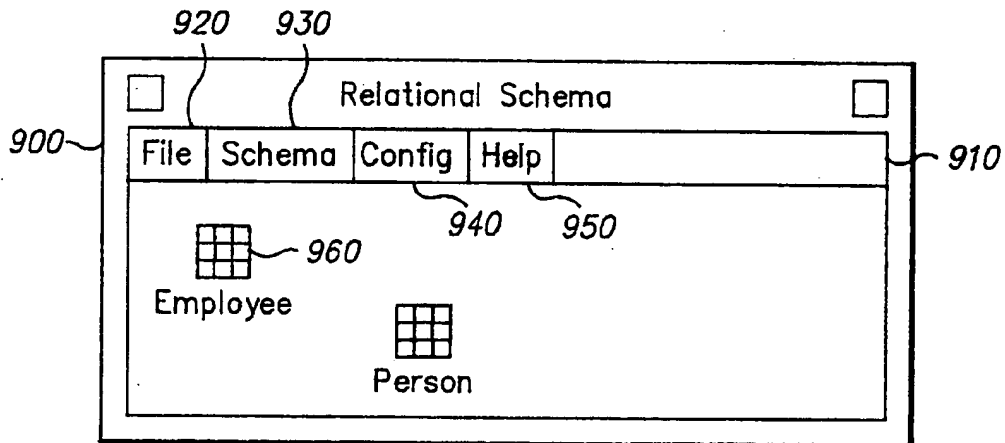 920 930
Relational Schema
900 File Schema Config Help 910
940 950
960
Employee
Person